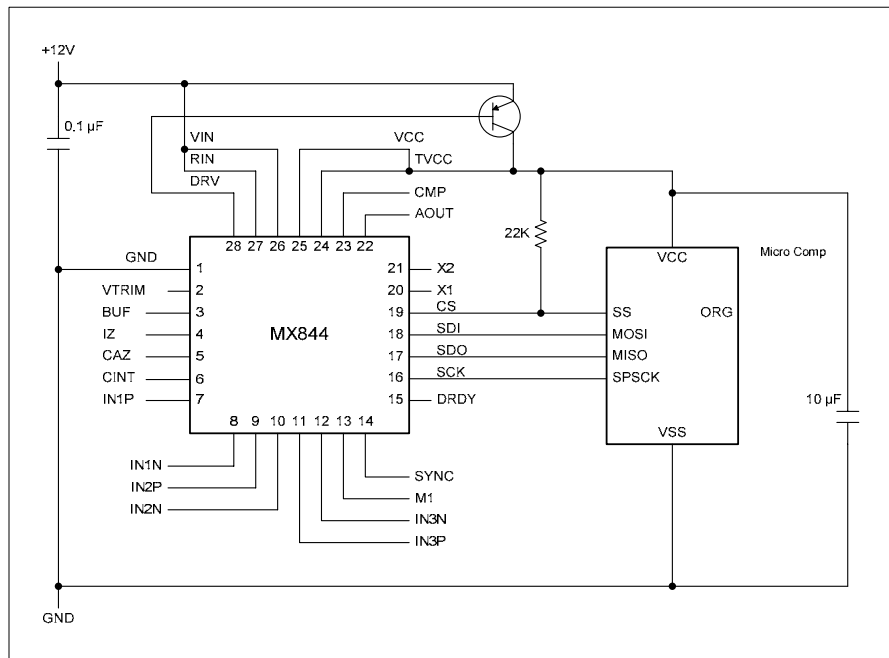 +12V
0.1 µF
VIN
RIN
DRV
VCC
TVCC
CMP
AOUT
22K
28 27 26 25 24 23 22
GND
1
VTRIM
2
BUF
3
IZ
4
CAZ
5
CINT
6
IN1P
7
MX844
21
X2
20
X1
19
CS
18
SDI
17
SDO
16
SCK
15
DRDY
8 9 10 11 12 13 14
IN1N
IN2P
IN2N
SYNC
M1
IN3N
IN3P
VCC
Micro Comp
SS
ORG
MOSI
MISO
SPSCK
VSS
10 µF
GND